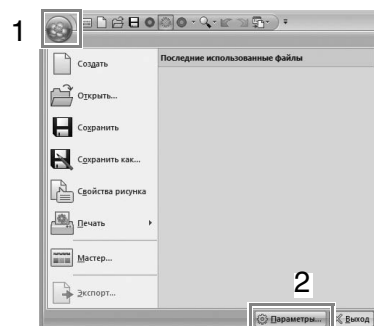 1
Последние использованные файлы
Создать
Открыть...
Сохранить
Сохранить как...
Свойства рисунка
Печать
Мастер...
Экспорт...
2
Параметры... Выход